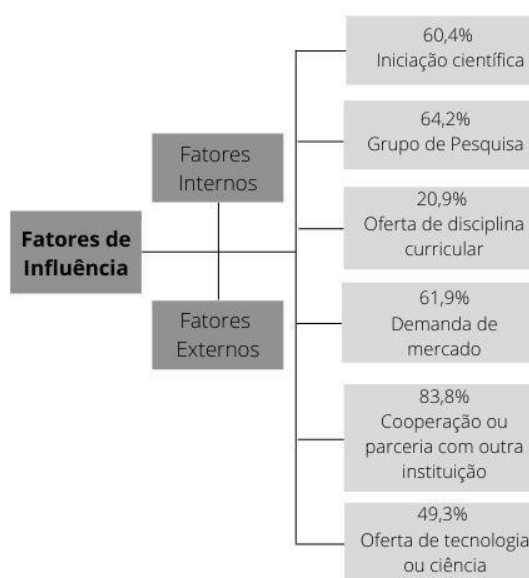 Fatores de
Influência
Fatores
Internos
Fatores
Externos
60,4%
Iniciação científica
64,2%
Grupo de Pesquisa
20,9%
Oferta de disciplina
curricular
61,9%
Demanda de
mercado
83,8%
Cooperação ou
parceria com outra
instituição
49,3%
Oferta de tecnologia
ou ciência